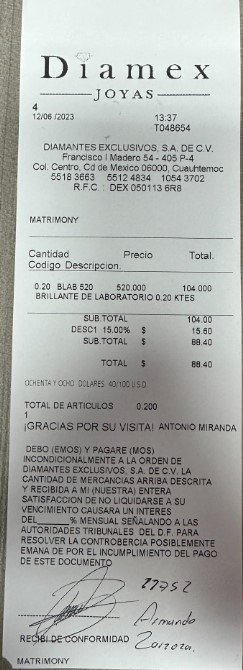 Diamex
JOYAS
4
12/06 /2023 13:37
T048654
DIAMANTES EXCLUSIVOS, S.A. DE C.V.
Francisco I Madero 54 - 405 P-4
Col. Centro, Cd de Mexico 06000, Cuauhtemoc
5518 3663 5512 4834 1054 3702
R.F.C. : DEX 050113 6R8
MATRIMONY
Cantidad Precio Total.
Codigo Descripcion.
0.20 BLAB 520 520.000 104.000
BRILLANTE DE LABORATORIO 0.20 KTES
SUB.TOTAL 104.00
DESC1 15.00% $ 15.60
SUB.TOTAL $ 88.40
TOTAL $ 88.40
OCHENTA Y OCHO DOLARES 40/100 U.S.D
TOTAL DE ARTICULOS 0.200
1
¡GRACIAS POR SU VISITA! ANTONIO MIRANDA
DEBO (EMOS) Y PAGARE (MOS)
INCONDICIONALMENTE A LA ORDEN DE
DIAMANTES EXCLUSIVOS, S.A. DE C.V. LA
CANTIDAD DE MERCANCIAS ARRIBA DESCRITA
Y RECIBIDA A MI (NUESTRA) ENTERA
SATISFACCION DE NO LIQUIDARSE A SU
VENCIMIENTO CAUSARA UN INTERES
DEL______% MENSUAL SEÑALANDO A LAS
AUTORIDADES TRIBUNALES DEL D.F. PARA
RESOLVER LA CONTROBERCIA POSIBLEMENTE
EMANA DE POR EL INCUMPLIMIENTO DEL PAGO
DE ESTE DOCUMENTO
Armando
RECIBI DE CONFORMIDAD
MATRIMONY